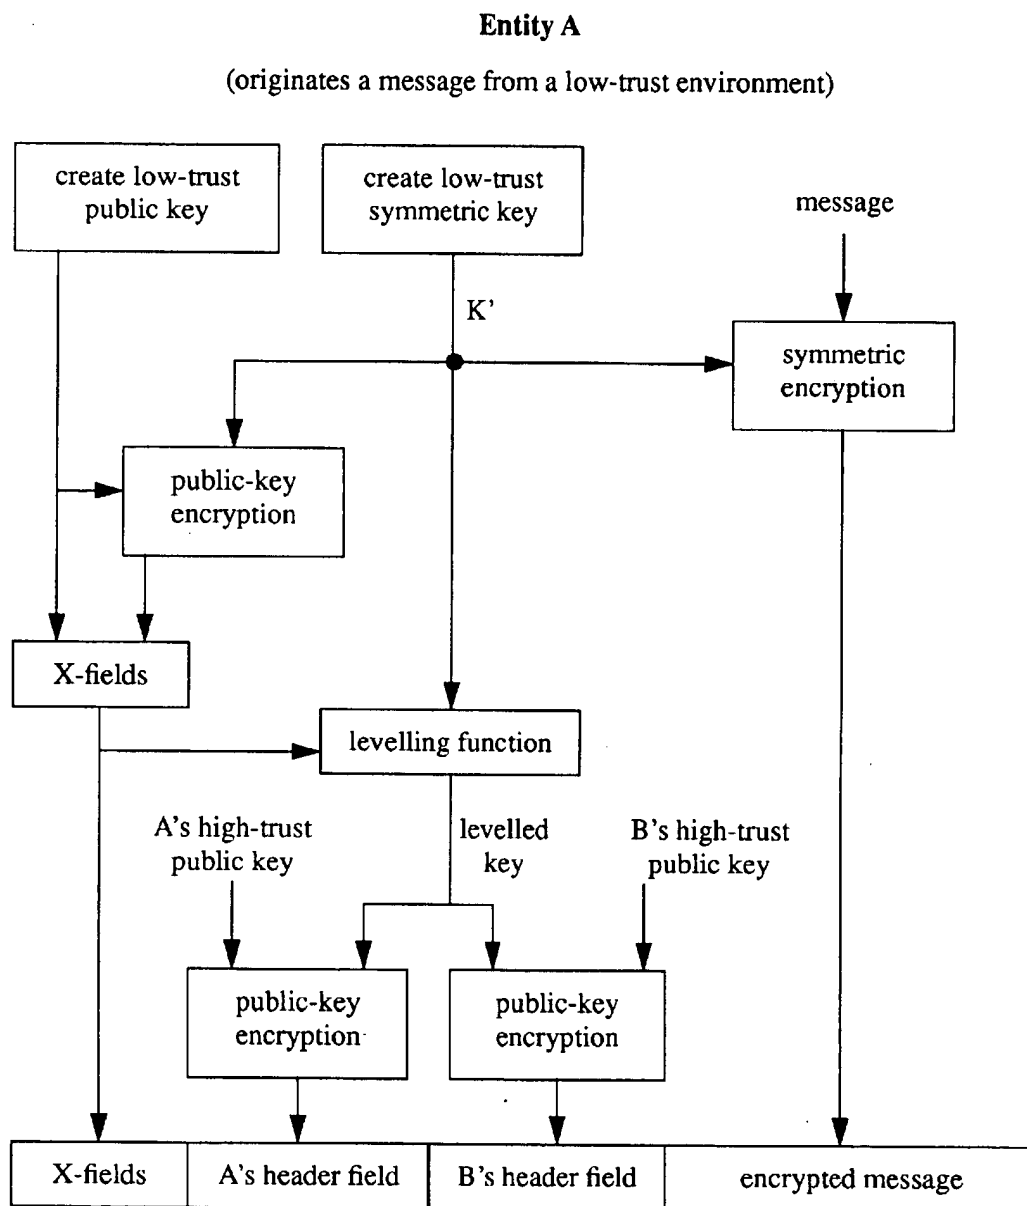 Entity A
(originates a message from a low-trust environment)
create low-trust
public key
create low-trust
symmetric key
message
K’
symmetric
encryption
public-key
encryption
X-fields
levelling function
A's high-trust
public key
levelled
key
B's high-trust
public key
public-key
encryption
public-key
encryption
X-fields
A's header field
B's header field
encrypted message